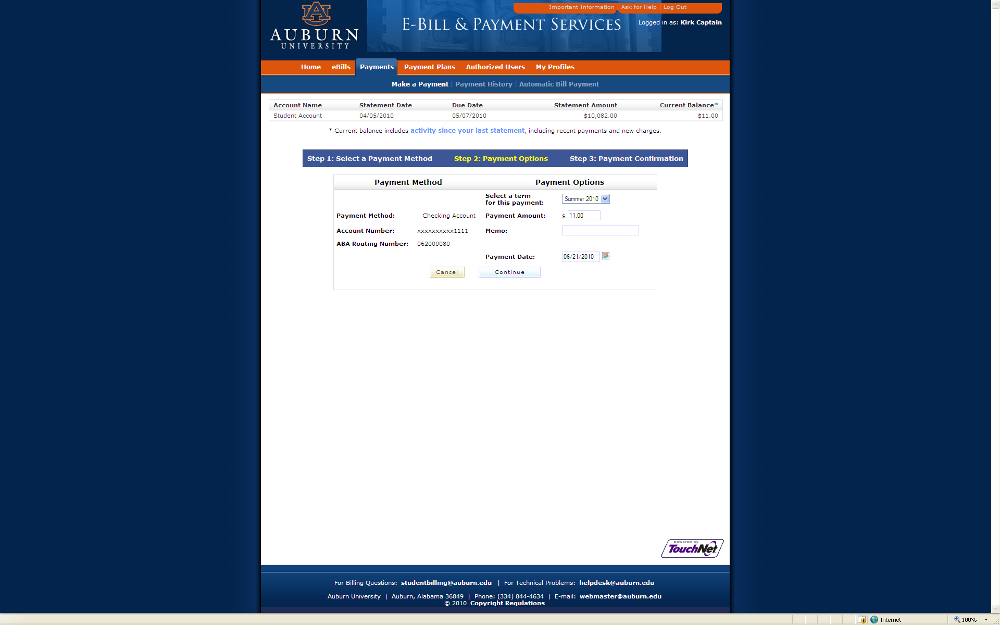 AUBURN
UNIVERSITY
E-BILL & PAYMENT SERVICES
Important Information | Ask for Help | Log Out
Logged in as: Kirk Captain
Home eBills Payments Payment Plans Authorized Users My Profiles
Make a Payment | Payment History | Automatic Bill Payment
Account Name Statement Date Due Date Statement Amount Current Balance*
Student Account 04/05/2010 05/07/2010 $10,082.00 $11.00
* Current balance includes activity since your last statement, including recent payments and new charges.
Step 1: Select a Payment Method Step 2: Payment Options Step 3: Payment Confirmation
Payment Method Payment Options
Select a term
for this payment: Summer 2010
Payment Method: Checking Account Payment Amount: $ 11.00
Account Number: xxxxxxxxxx1111 Memo:
ABA Routing Number: 062000080
Payment Date: 06/21/2010
Cancel Continue
powered by
TouchNet
For Billing Questions: studentbilling@auburn.edu | For Technical Problems: helpdesk@auburn.edu
Auburn University | Auburn, Alabama 36849 | Phone: (334) 844-4634 | E-mail: webmaster@auburn.edu
© 2010 Copyright Regulations
Internet 100%